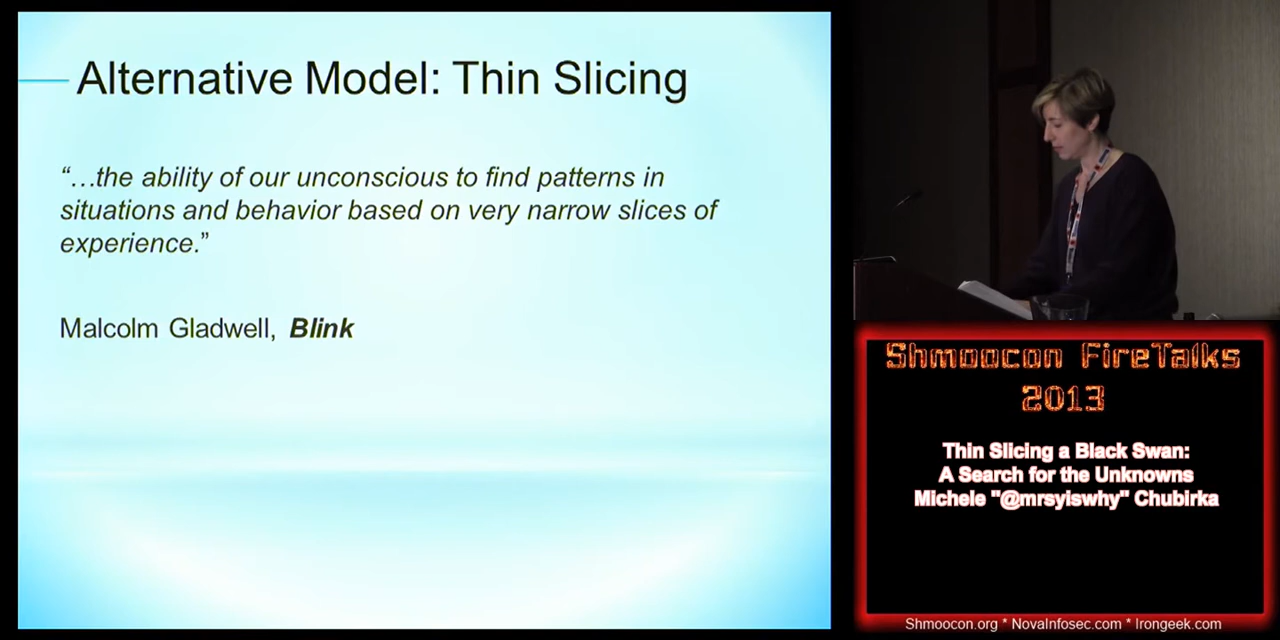 Alternative Model: Thin Slicing
“…the ability of our unconscious to find patterns in
situations and behavior based on very narrow slices of
experience.”
Malcolm Gladwell, Blink
Shmoocon FireTalks
2013
Thin Slicing a Black Swan:
A Search for the Unknowns
Michele "@mrsyiswhy" Chubirka
Shmoocon.org * NovaInfosec.com * Irongeek.com